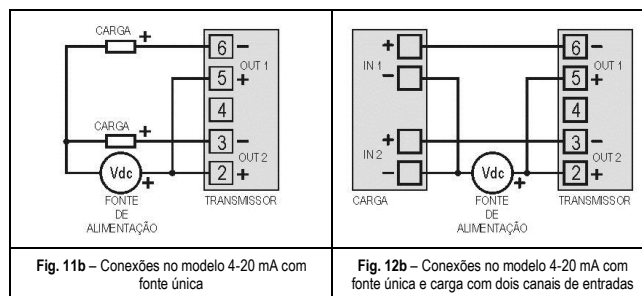 CARGA
+
6
−
OUT 1
5
+
4
CARGA
+
3
−
OUT 2
Vdc
+
2
+
FONTE
DE
ALIMENTAÇÃO
TRANSMISSOR
Fig. 11b – Conexões no modelo 4-20 mA com
fonte única
+
IN 1
−
+
IN 2
−
CARGA
6
−
OUT 1
5
+
4
3
−
OUT 2
Vdc
+
2
+
FONTE
DE
ALIMENTAÇÃO
TRANSMISSOR
Fig. 12b – Conexões no modelo 4-20 mA com
fonte única e carga com dois canais de entradas